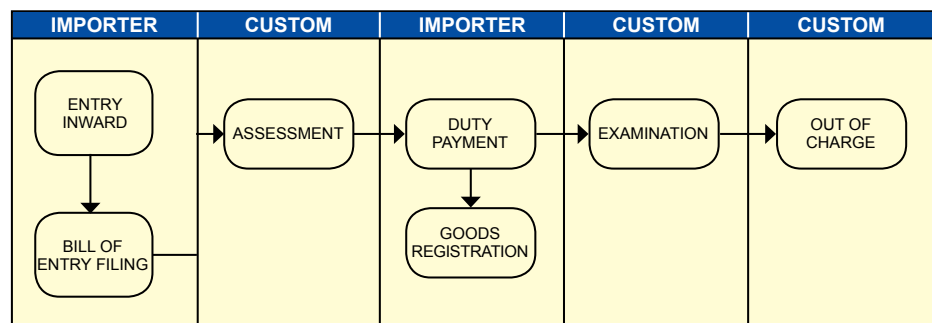 IMPORTER
CUSTOM
IMPORTER
CUSTOM
CUSTOM
ENTRY
INWARD
BILL OF
ENTRY FILING
ASSESSMENT
DUTY
PAYMENT
GOODS
REGISTRATION
EXAMINATION
OUT OF
CHARGE